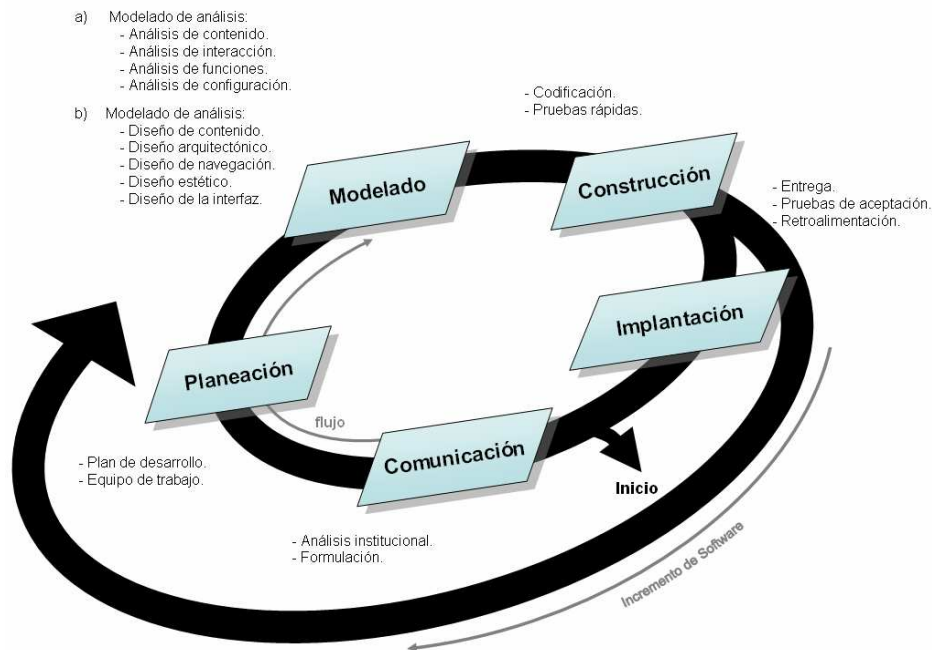 a) Modelado de análisis:
- Análisis de contenido.
- Análisis de interacción.
- Análisis de funciones.
- Análisis de configuración.
b) Modelado de análisis:
- Diseño de contenido.
- Diseño arquitectónico.
- Diseño de navegación.
- Diseño estético.
- Diseño de la interfaz.
- Codificación.
- Pruebas rápidas.
Modelado
Construcción
- Entrega.
- Pruebas de aceptación.
- Retroalimentación.
Implantación
Planeación
flujo
Comunicación
- Plan de desarrollo.
- Equipo de trabajo.
Inicio
- Análisis institucional.
- Formulación.
Incremento de Software